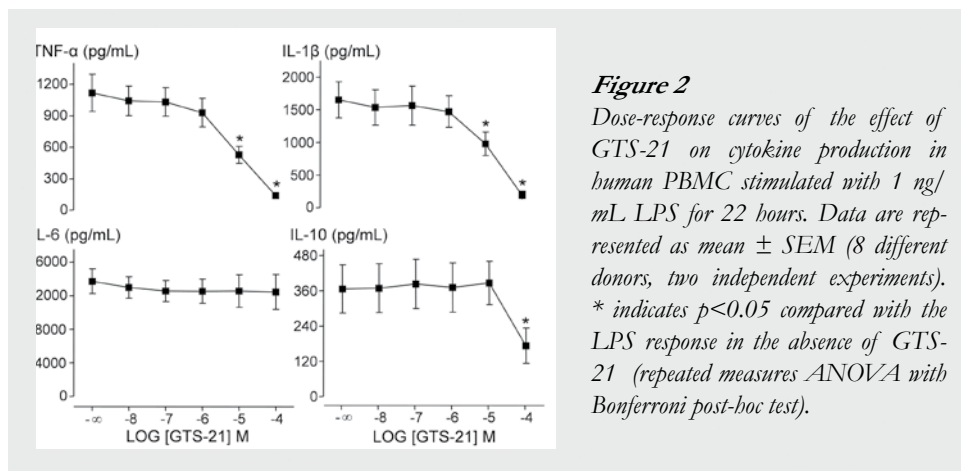 TNF-α (pg/mL)
1200
900
600
300
0
*
*
IL-1β (pg/mL)
2000
1500
1000
500
0
*
*
L-6 (pg/mL)
6000
2000
8000
4000
0
-∞ -8 -7 -6 -5 -4
LOG [GTS-21] M
IL-10 (pg/mL)
480
360
240
120
0
*
-∞ -8 -7 -6 -5 -4
LOG [GTS-21] M
Figure 2
Dose-response curves of the effect of
GTS-21 on cytokine production in
human PBMC stimulated with 1 ng/
mL LPS for 22 hours. Data are rep-
resented as mean ± SEM (8 different
donors, two independent experiments).
* indicates p<0.05 compared with the
LPS response in the absence of GTS-
21 (repeated measures ANOVA with
Bonferroni post-hoc test).